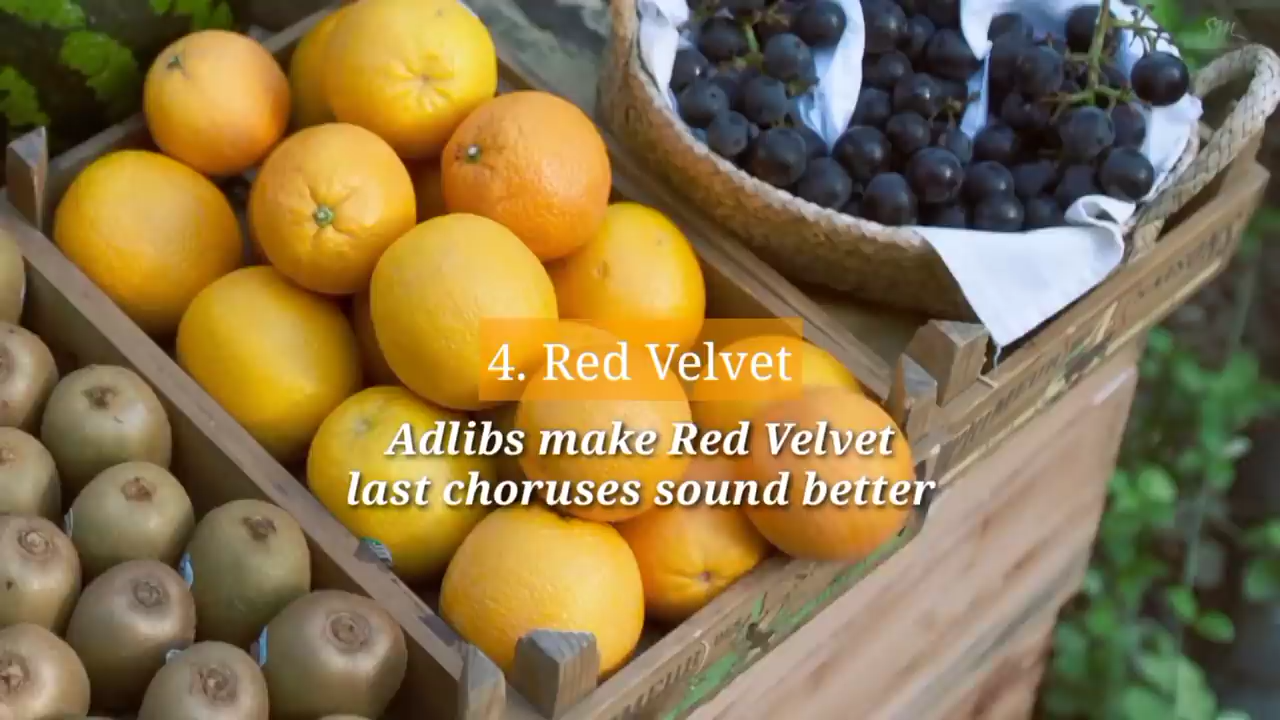 4. Red Velvet
Adlibs make Red Velvet
last choruses sound better